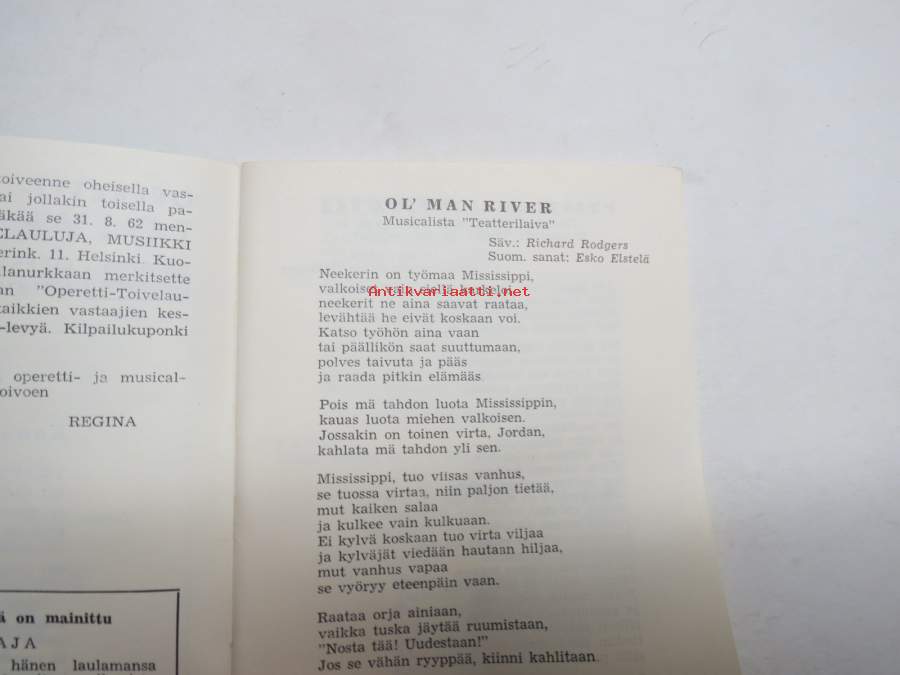 toiveenne oheisella vas-
ai jollakin toisella pa-
äkää se 31. 8. 62 men-
ELAULUJA, MUSIIKKI
erink. 11. Helsinki. Kuo-
lanurkkaan merkitsette
an "Operetti-Toivelau-
taikkien vastaajien kes-
-levyä. Kilpailukuponki
operetti- ja musical-
oivoen
REGINA
ä on mainittu
AJA
hänen laulamansa
OL' MAN RIVER
Musicalista "Teatterilaiva"
Säv.: Richard Rodgers
Suom. sanat: Esko Elstelä
Neekerin on työmaa Mississippi,
valkoiset vain siellä
Antikvariaatti.net
neekerit ne aina saavat raataa,
levähtää he eivät koskaan voi.
Katso työhön aina vaan
tai päällikön saat suuttumaan,
polves taivuta ja pääs
ja raada pitkin elämääs.
Pois mä tahdon luota Mississippin,
kauas luota miehen valkoisen.
Jossakin on toinen virta, Jordan,
kahlata mä tahdon yli sen.
Mississippi, tuo viisas vanhus,
se tuossa virtaa, niin paljon tietää,
mut kaiken salaa
ja kulkee vain kulkuaan.
Ei kylvä koskaan tuo virta viljaa
ja kylväjät viedään hautaan hiljaa,
mut vanhus vapaa
se vyöryy eteenpäin vaan.
Raataa orja ainiaan,
vaikka tuska jäytää ruumistaan,
"Nosta tää! Uudestaan!"
Jos se vähän ryyppää, kiinni kahlitaan.